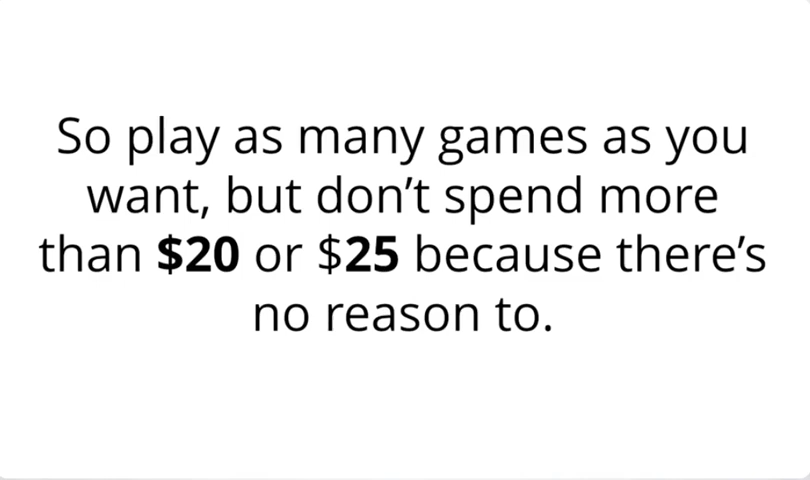 So play as many games as you
want, but don’t spend more
than $20 or $25 because there’s
no reason to.